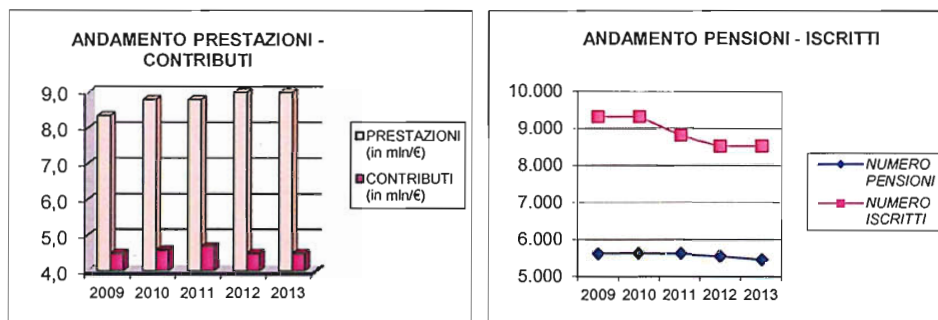 ANDAMENTO PRESTAZIONI -
CONTRIBUTI
9,0
8,0
7,0
6,0
5,0
4,0
2009 2010 2011 2012 2013
PRESTAZIONI
(in mln/€)
CONTRIBUTI
(in mln/€)
ANDAMENTO PENSIONI - ISCRITTI
10.000
9.000
8.000
7.000
6.000
5.000
2009 2010 2011 2012 2013
NUMERO
PENSIONI
NUMERO
ISCRITTI